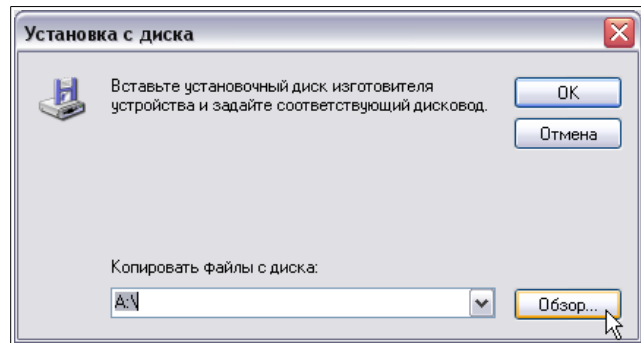 Установка с диска
Вставьте установочный диск изготовителя
устройства и задайте соответствующий дисковод.
OK
Отмена
Копировать файлы с диска:
A:\
Обзор...